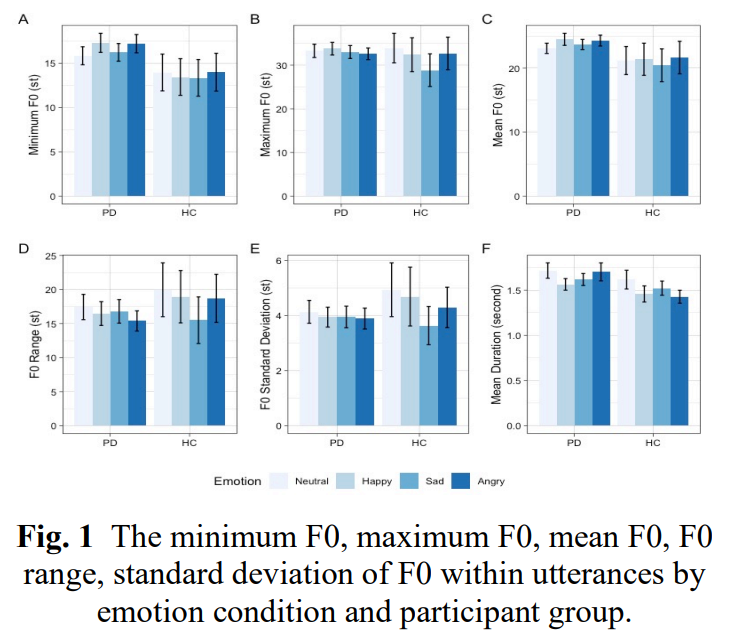 A
Minimum F0 (st)
15
10
5
0
PD
HC
B
Maximum F0 (st)
30
20
10
0
PD
HC
C
Mean F0 (st)
20
10
0
PD
HC
D
F0 Range (st)
25
20
15
10
5
0
PD
HC
E
F0 Standard Deviation (st)
6
4
2
0
PD
HC
F
Mean Duration (second)
1.5
1.0
0.5
0.0
PD
HC
Emotion Neutral Happy Sad Angry
Fig. 1 The minimum F0, maximum F0, mean F0, F0
range, standard deviation of F0 within utterances by
emotion condition and participant group.